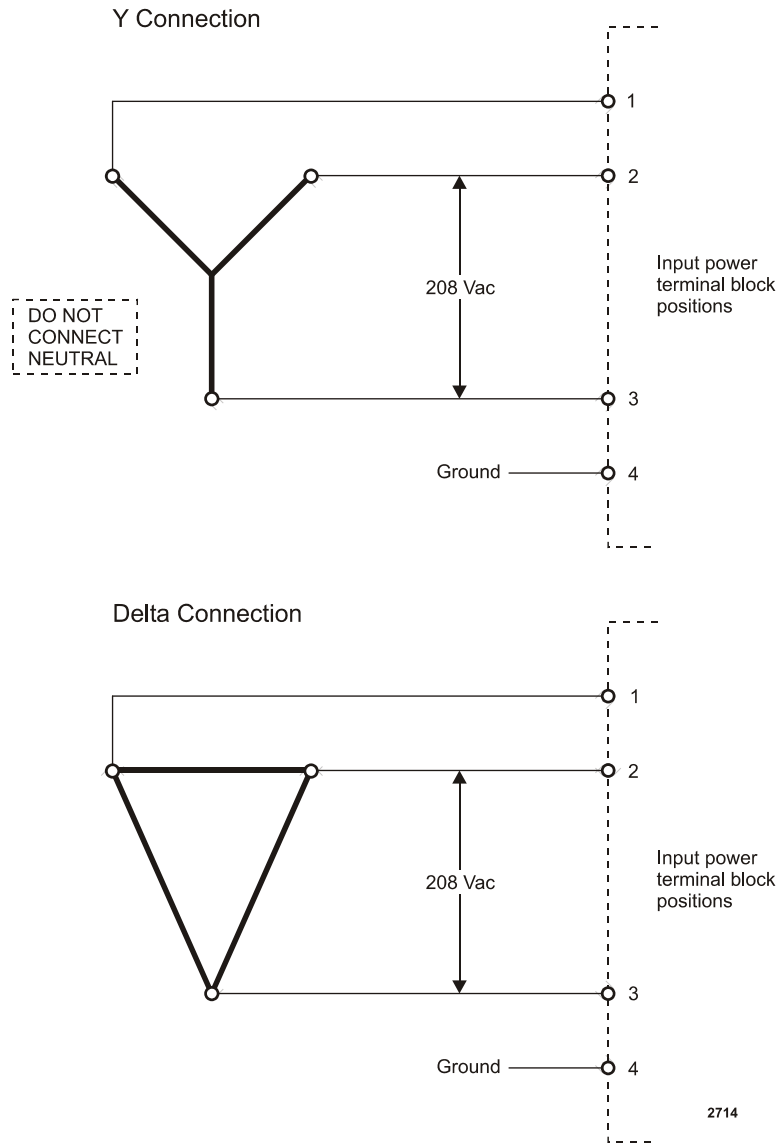 Y Connection
1
2
208 Vac
Input power
terminal block
positions
DO NOT
CONNECT
NEUTRAL
3
Ground
4
Delta Connection
1
2
208 Vac
Input power
terminal block
positions
3
Ground
4
2714